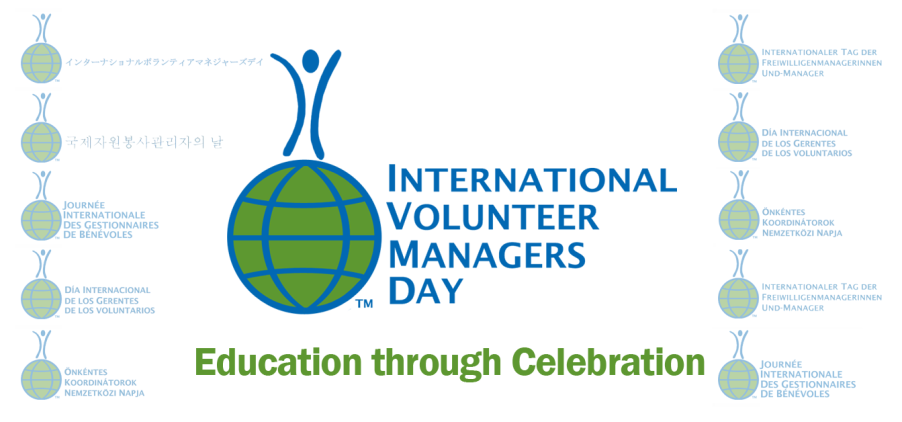 インターナショナルボランティアマネジャーズデイ
국제자원봉사관리자의 날
JOURNÉE
INTERNATIONALE
DES GESTIONNAIRES
DE BÉNÉVOLES
DÍA INTERNACIONAL
DE LOS GERENTES
DE LOS VOLUNTARIOS
ÖNKÉNTES
KOORDINÁTOROK
NEMZETKÖZI NAPJA
INTERNATIONAL
VOLUNTEER
MANAGERS
DAY
TM
Education through Celebration
INTERNATIONALER TAG DER
FREIWILLIGENMANAGERINNEN
UND-MANAGER
DÍA INTERNACIONAL
DE LOS GERENTES
DE LOS VOLUNTARIOS
ÖNKÉNTES
KOORDINÁTOROK
NEMZETKÖZI NAPJA
INTERNATIONALER TAG DER
FREIWILLIGENMANAGERINNEN
UND-MANAGER
JOURNÉE
INTERNATIONALE
DES GESTIONNAIRES
DE BÉNÉVOLES